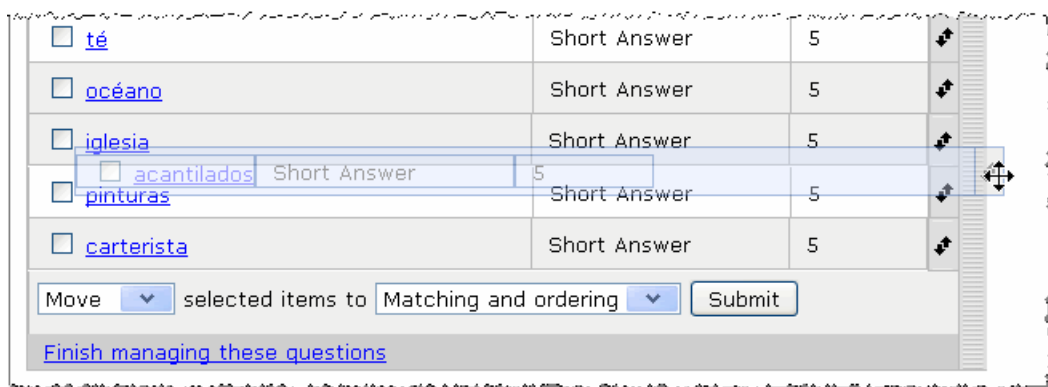 té Short Answer 5
océano Short Answer 5
iglesia Short Answer 5
acantilados Short Answer 5
pinturas Short Answer 5
carterista Short Answer 5
Move selected items to Matching and ordering Submit
Finish managing these questions